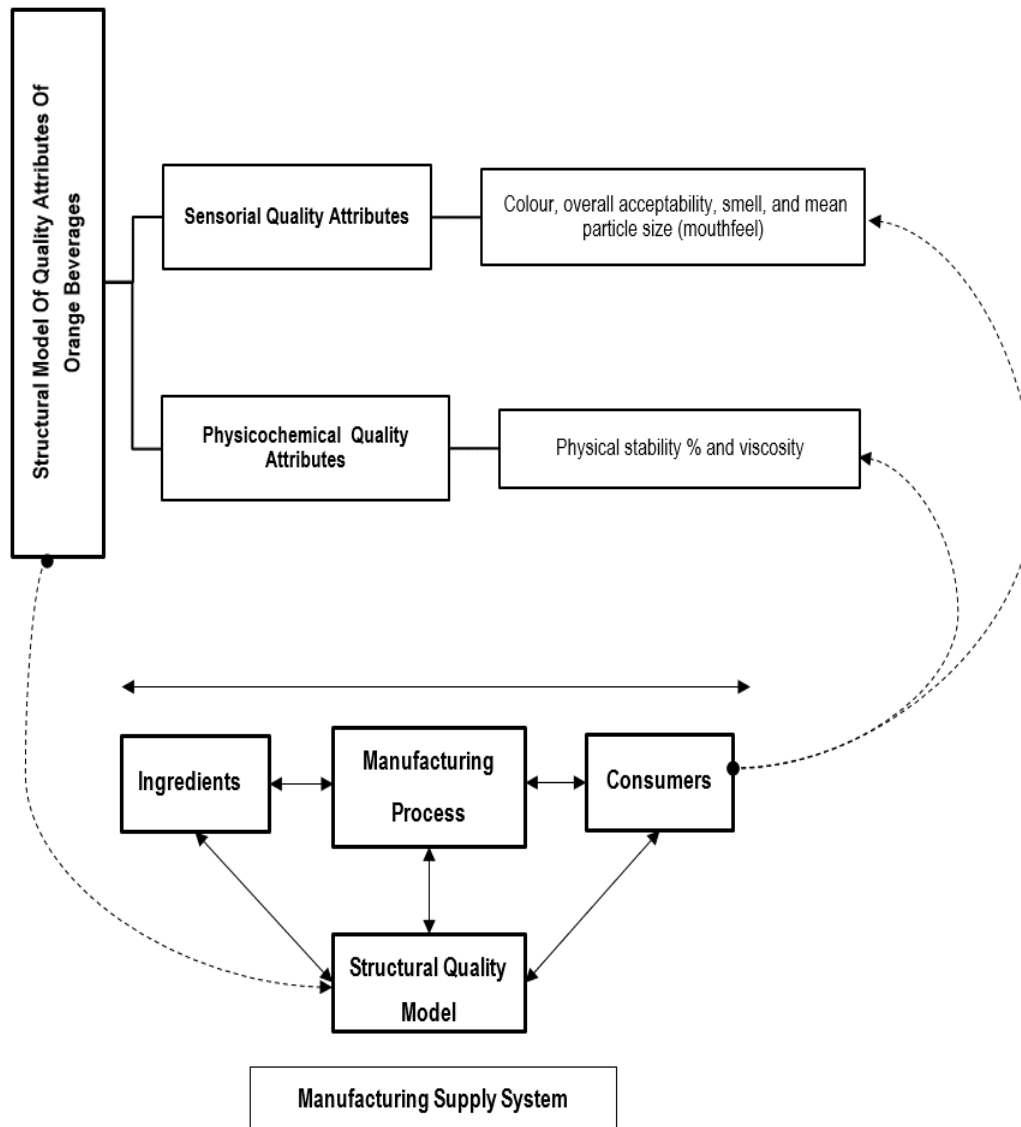 Structural Model Of Quality Attributes Of
Orange Beverages
Sensorial Quality Attributes
Colour, overall acceptability, smell, and mean
particle size (mouthfeel)
Physicochemical Quality
Attributes
Physical stability % and viscosity
Ingredients
Manufacturing
Process
Consumers
Structural Quality
Model
Manufacturing Supply System